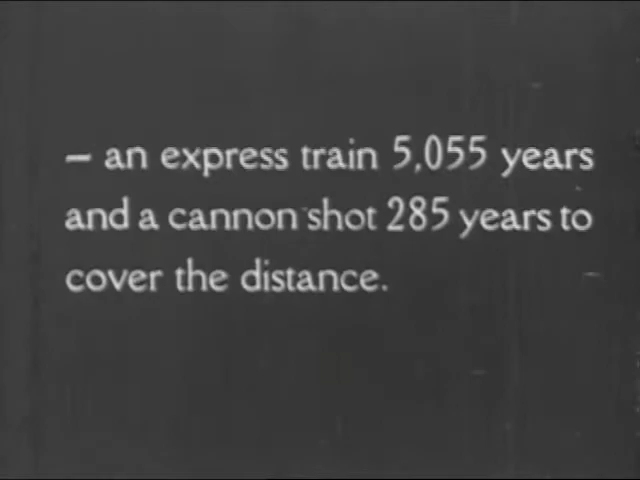 – an express train 5,055 years
and a cannon shot 285 years to
cover the distance.